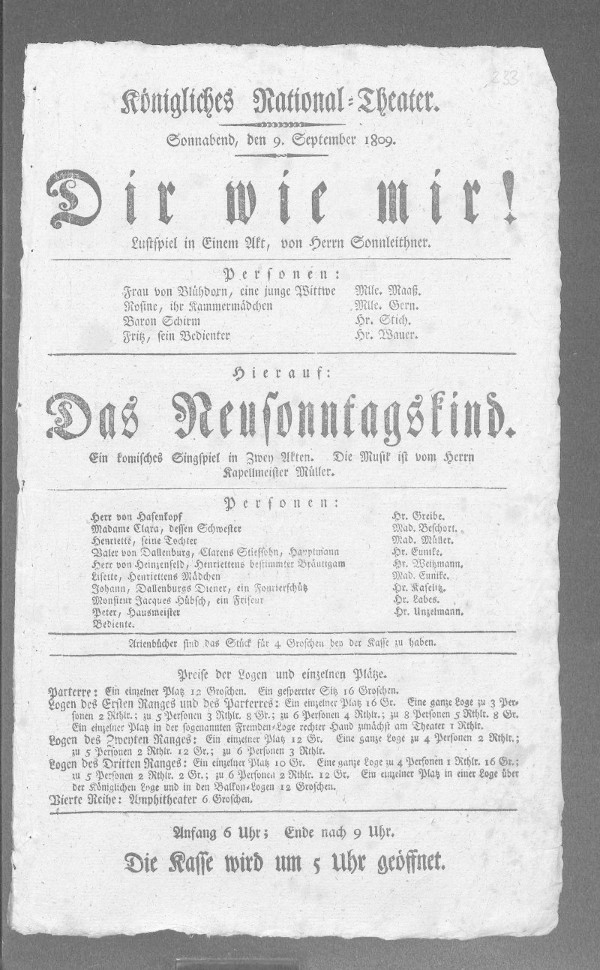 233
Königliches National-Theater.
Sonnabend, den 9. September 1809.
Dir wie mir!
Lustspiel in Einem Akt, von Herrn Sonnleithner.
Personen:
Frau von Blühdorn, eine junge Wittwe Mlle. Maaß.
Rosine, ihr Kammermädchen Mlle. Gern.
Baron Schirm Hr. Stich.
Fritz, sein Bedienter Hr. Wauer.
Hierauf:
Das Neusonntagskind.
Ein komisches Singspiel in Zwey Akten. Die Musik ist vom Herrn
Kapellmeister Müller.
Personen:
Herr von Hasenkopf Hr. Greibe.
Madame Clara, dessen Schwester Mad. Beschort.
Henriette, seine Tochter Mad. Müller.
Valer von Dallenburg, Clarens Stiefsohn, Hauptmann Hr. Eunike.
Herr von Heinzenfeld, Henriettens bestimmter Bräutigam Hr. Weitzmann.
Lisette, Henriettens Mädchen Mad. Eunike.
Johann, Dallenburgs Diener, ein Fourierschütz Hr. Kaselitz.
Monsieur Jacques Hübsch, ein Friseur Hr. Labes.
Peter, Hausmeister Hr. Unzelmann.
Bediente.
Arienbücher sind das Stück für 4 Groschen bey der Kasse zu haben.
Preise der Logen und einzelnen Plätze.
Parterre: Ein einzelner Platz 12 Groschen. Ein gesperrter Sitz 16 Groschen.
Logen des Ersten Ranges und des Parterres: Ein einzelner Platz 16 Gr. Eine ganze Loge zu 3 Per-
sonen 2 Rthlr.; zu 5 Personen 3 Rthlr. 8 Gr.; zu 6 Personen 4 Rthlr.; zu 8 Personen 5 Rthlr. 8 Gr.
Ein einzelner Platz in der sogenannten Fremden-Loge rechter Hand zunächst am Theater 1 Rthlr.
Logen des Zweyten Ranges: Ein einzelner Platz 12 Gr. Eine ganze Loge zu 4 Personen 2 Rthlr.;
zu 5 Personen 2 Rthlr. 12 Gr.; zu 6 Personen 3 Rthlr.
Logen des Dritten Ranges: Ein einzelner Platz 10 Gr. Eine ganze Loge zu 4 Personen 1 Rthlr. 16 Gr.;
zu 5 Personen 2 Rthlr. 2 Gr.; zu 6 Personen 2 Rthlr. 12 Gr. Ein einzelner Platz in einer Loge über
der Königlichen Loge und in den Balkon-Logen 12 Groschen.
Vierte Reihe: Amphitheater 6 Groschen.
Anfang 6 Uhr; Ende nach 9 Uhr.
Die Kasse wird um 5 Uhr geöffnet.